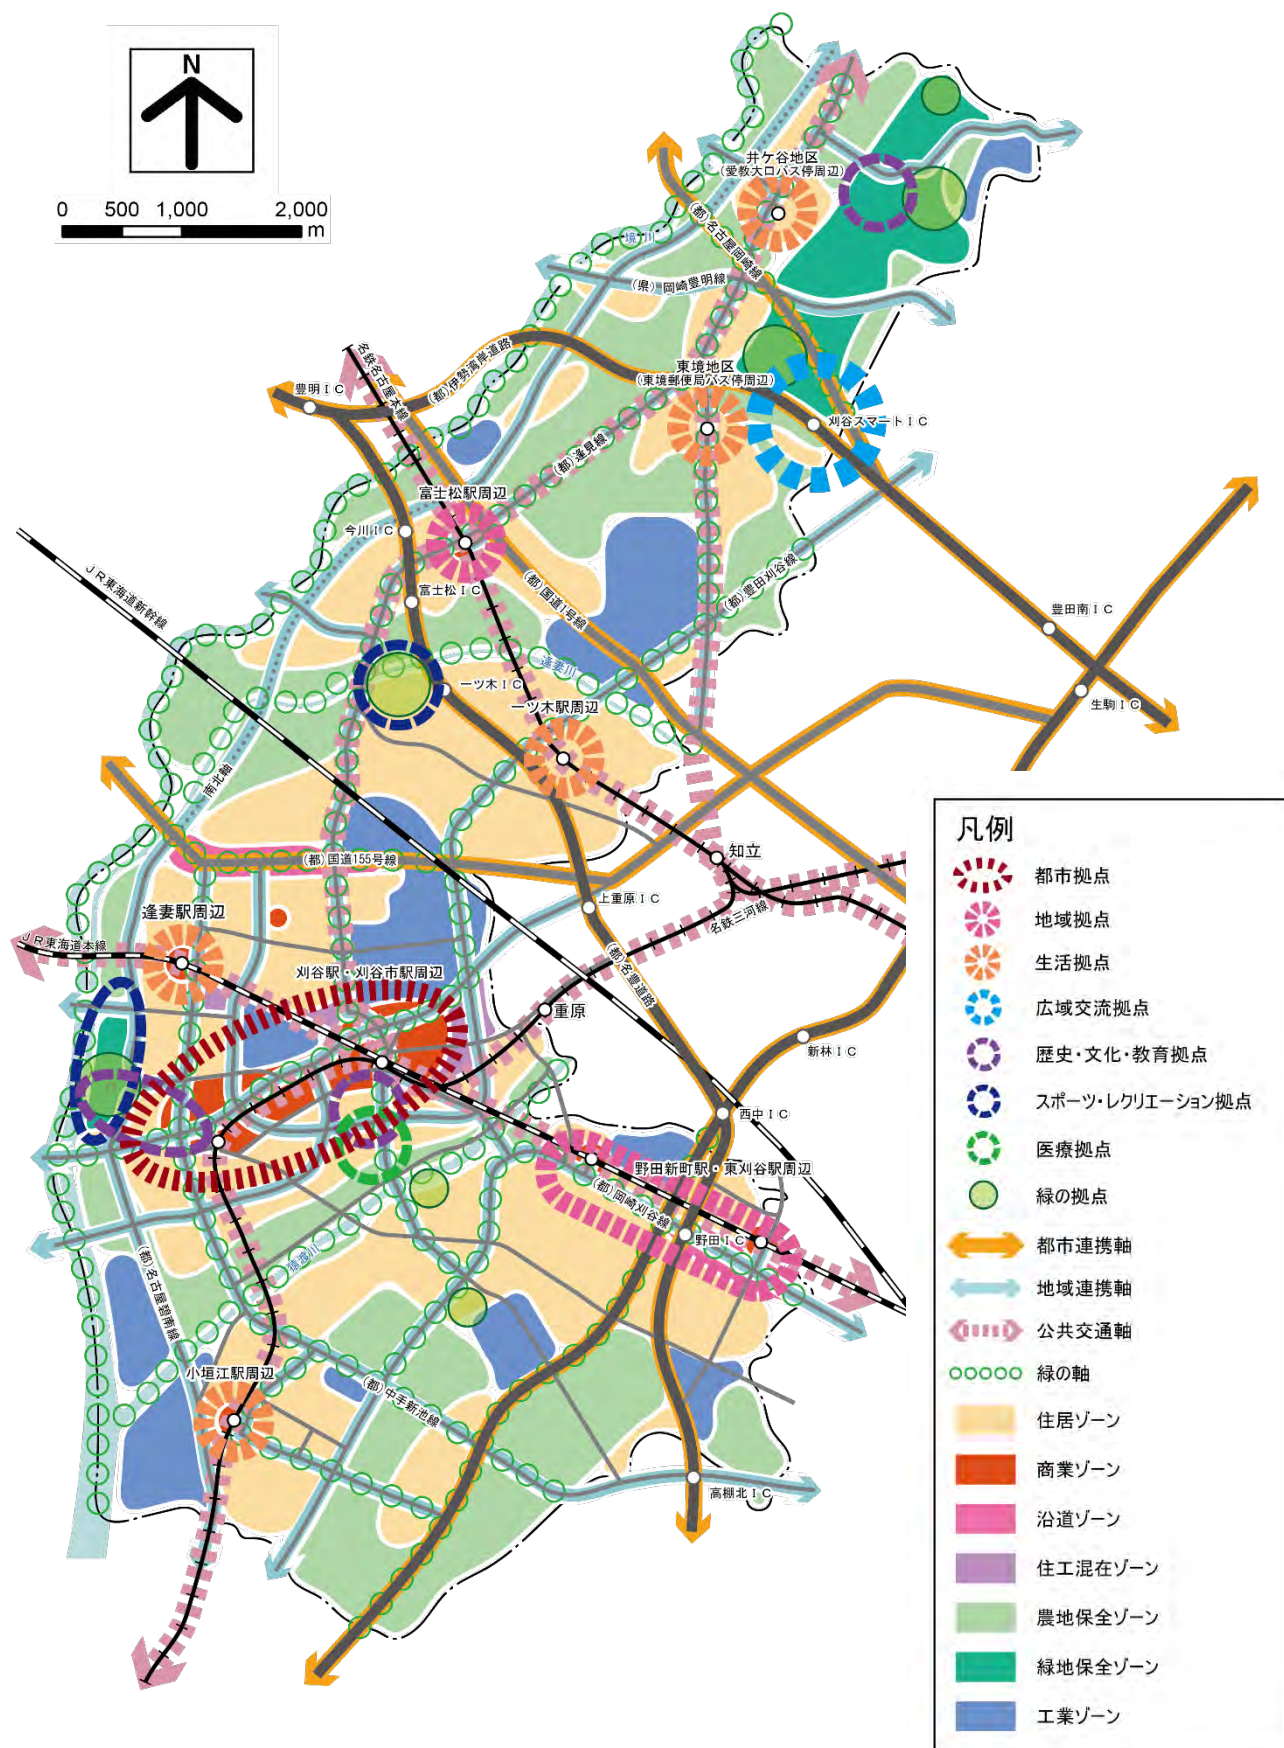 N
0 500 1,000 2,000
m
井ケ谷地区
(愛教大口バス停周辺)
(都)名古屋岡崎線
境川
(県)岡崎豊明線
名鉄名古屋本線
(都)伊勢湾岸道路
豊明IC
東境地区
(東境郵便局バス停周辺)
刈谷スマートIC
(都)逢見線
富士松駅周辺
今川IC
JR東海道新幹線
富士松IC
(都)国道1号線
(都)豊田刈谷線
豊田南IC
逢妻川
一ツ木IC
一ツ木駅周辺
生駒IC
南北軸
(都)国道155号線
知立
上重原IC
名鉄三河線
逢妻駅周辺
JR東海道本線
刈谷駅・刈谷市駅周辺
(都)名豊道路
重原
新林IC
西中IC
野田新町駅・東刈谷駅周辺
(都)岡崎刈谷線
野田IC
猿渡川
(都)名古屋碧南線
小垣江駅周辺
(都)中手新池線
高棚北IC
凡例
都市拠点
地域拠点
生活拠点
広域交流拠点
歴史・文化・教育拠点
スポーツ・レクリエーション拠点
医療拠点
緑の拠点
都市連携軸
地域連携軸
公共交通軸
緑の軸
住居ゾーン
商業ゾーン
沿道ゾーン
住工混在ゾーン
農地保全ゾーン
緑地保全ゾーン
工業ゾーン